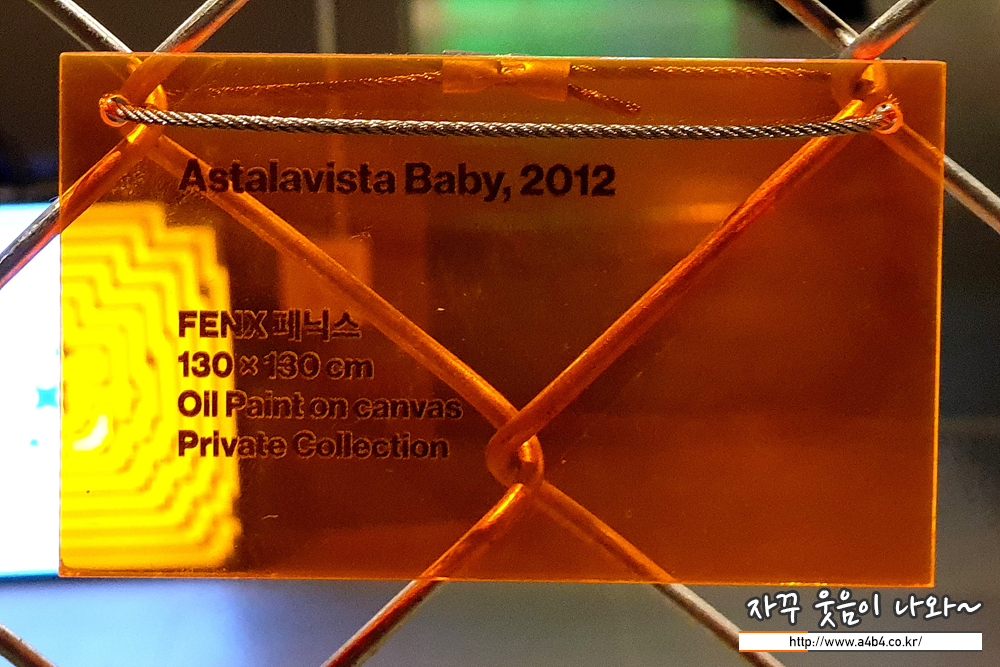 Astalavista Baby, 2012
FENX 페닉스
130 × 130 cm
Oil Paint on canvas
Private Collection
자꾸 웃음이 나와~
http://www.a4b4.co.kr/